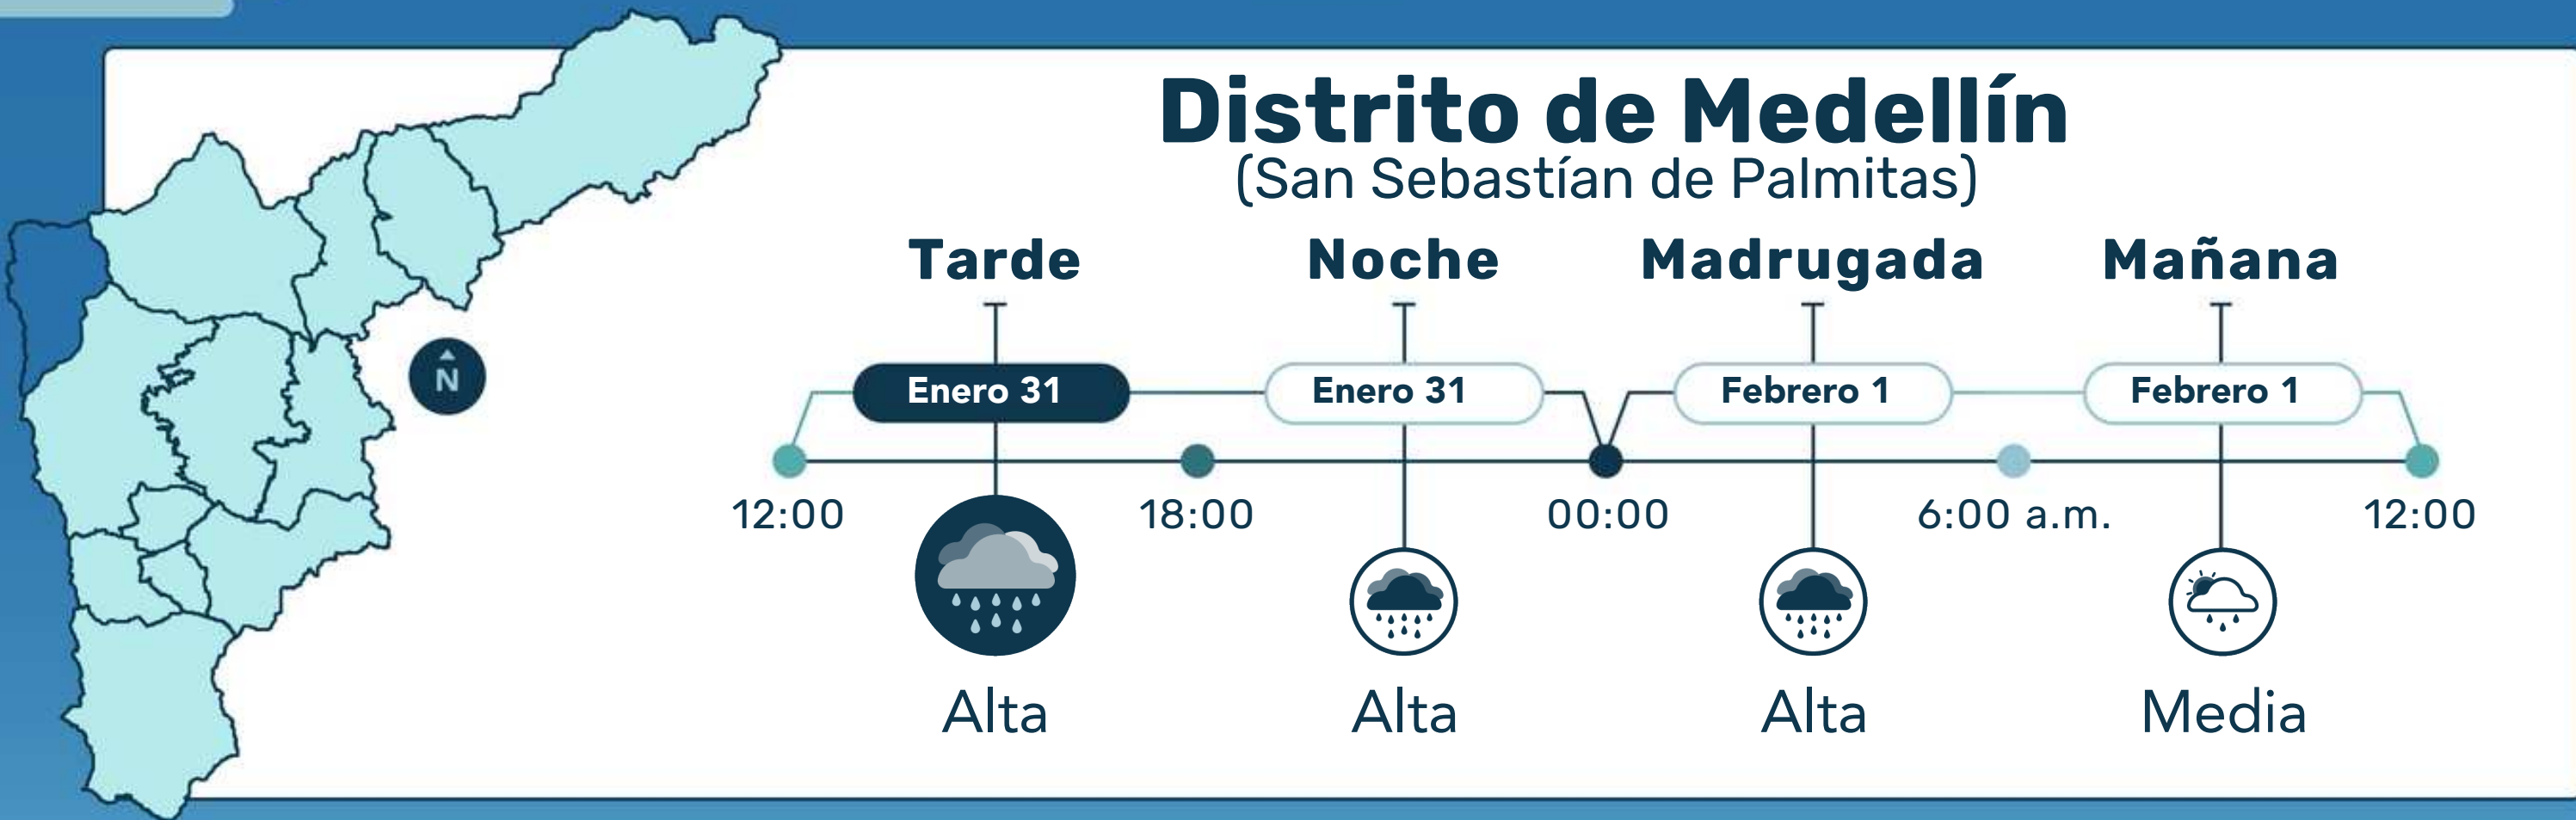 Distrito de Medellín
(San Sebastían de Palmitas)
Tarde Noche Madrugada Mañana
N
Enero 31 Enero 31 Febrero 1 Febrero 1
12:00 18:00 00:00 6:00 a.m. 12:00
Alta Alta Alta Media